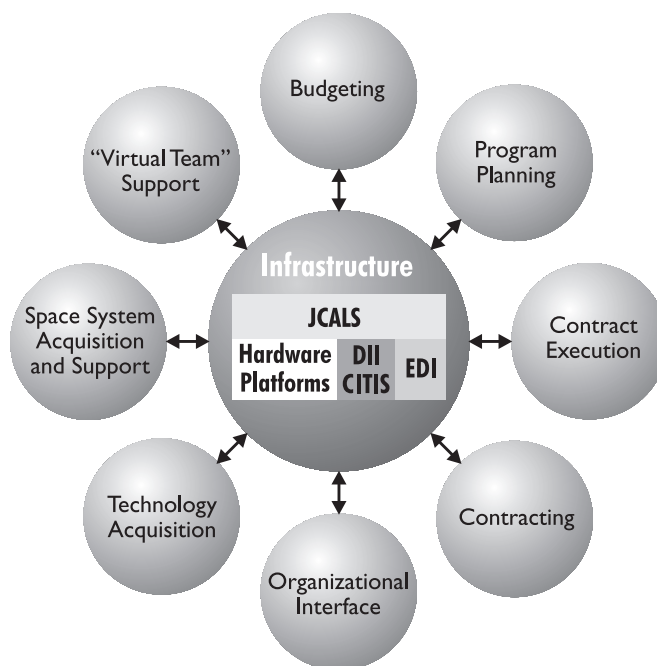 Budgeting
“Virtual Team”
Support
Program
Planning
Infrastructure
JCALS
Hardware
Platforms
DII
CITIS
EDI
Space System
Acquisition
and Support
Contract
Execution
Technology
Acquisition
Contracting
Organizational
Interface